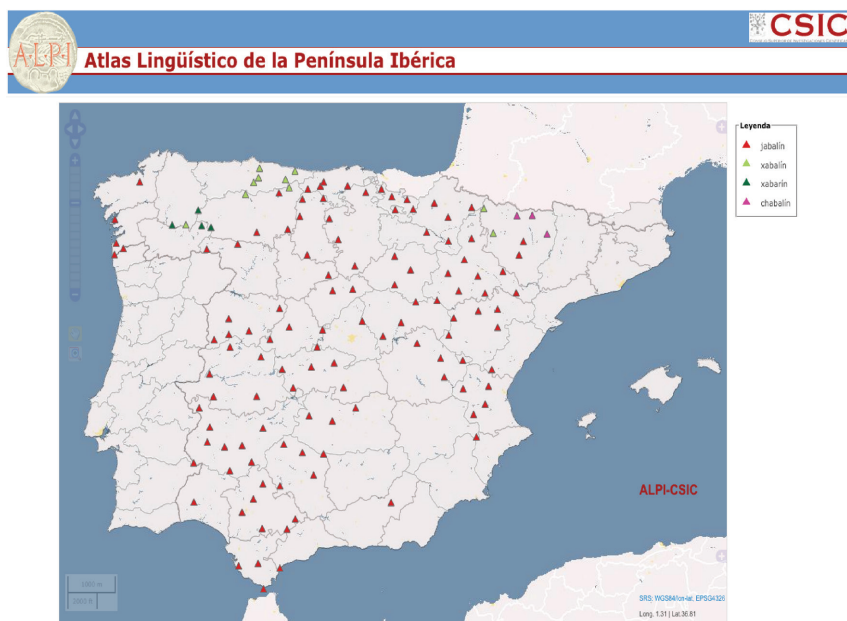 A·L·P·I
CSIC
Atlas Lingüístico de la Península Ibérica
Leyenda
jabalín
xabalín
xabarín
chabalín
ALPI-CSIC
SRS: WGS84/lon-lat, EPSG4326
Long. 1.31 | Lat.36.81